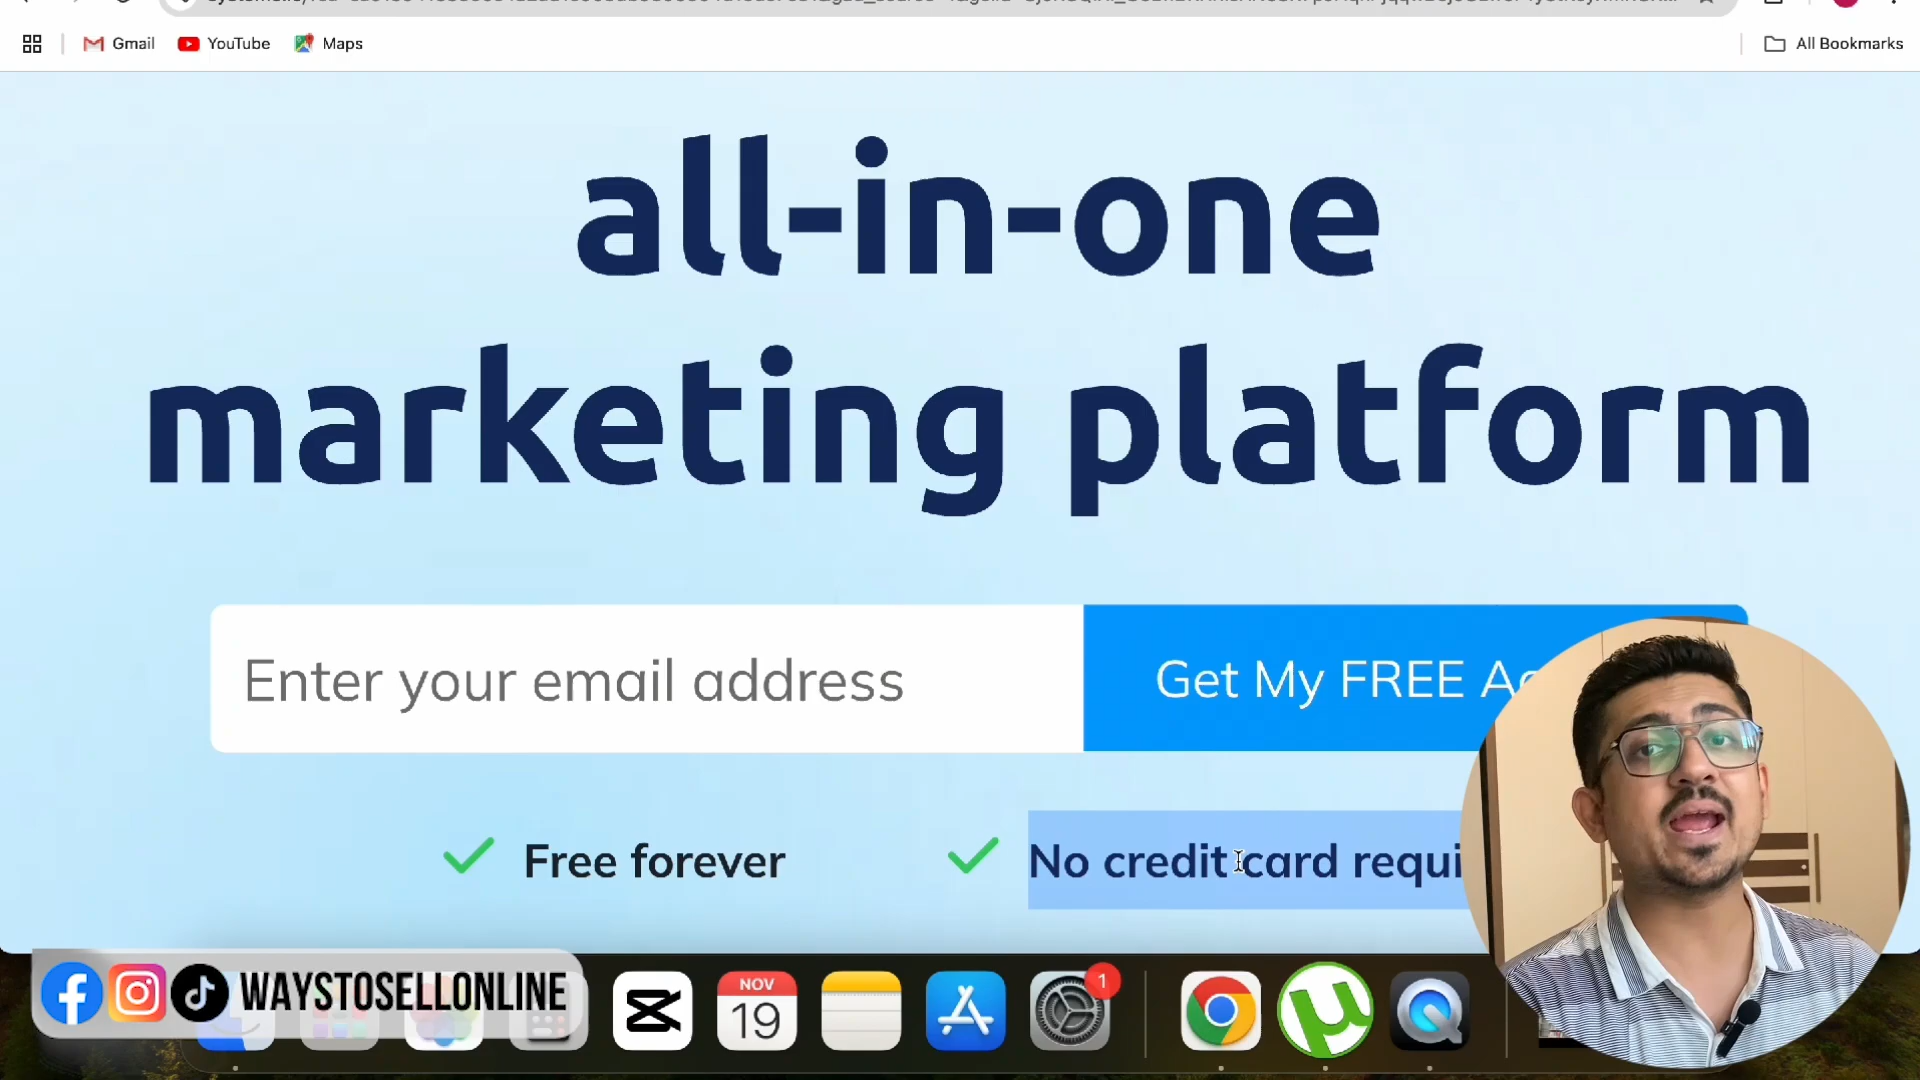 Gmail
YouTube
Maps
All Bookmarks
all-in-one
marketing platform
Enter your email address
Get My FREE
Free forever
No credit card
WAYSTOSELLONLINE
NOV
19
1